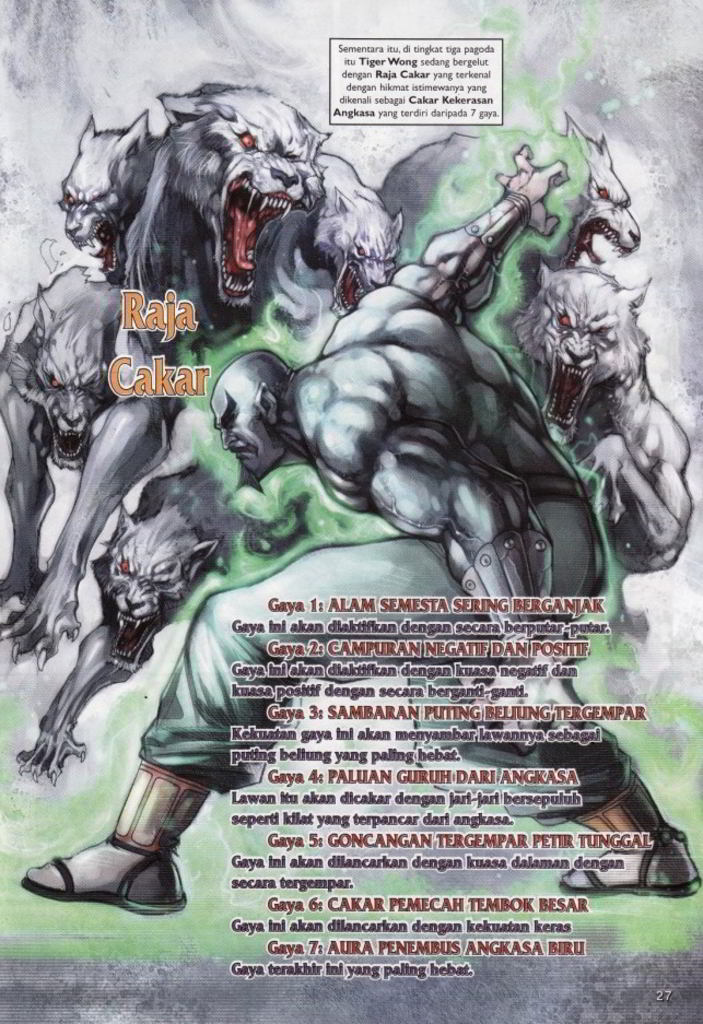 Sementara itu, di tingkat tiga pagoda
itu Tiger Wong sedang bergelut
dengan Raja Cakar yang terkenal
dengan hikmat istimewanya yang
dikenali sebagai Cakar Kekerasan
Angkasa yang terdiri daripada 7 gaya.
Raja
Cakar
Gaya 1: ALAM SEMESTA SERING BERGANJAK
Gaya ini akan diaktifkan dengan secara berputar-putar.
Gaya 2: CAMPURAN NEGATIF DAN POSITIF
Gaya ini akan diaktifkan dengan kuasa negatif dan
kuasa positif dengan secara berganti-ganti.
Gaya 3: SAMBARAN PUTING BELIUNG TERGEMPAR
Kekuatan gaya ini akan menyambar lawannya sebagai
puting beliung yang paling hebat.
Gaya 4: PALUAN GURUH DARI ANGKASA
Lawan itu akan dicakar dengan jari-jari bersepuluh
seperti kilat yang terpancar dari angkasa.
Gaya 5: GONCANGAN TERGEMPAR PETIR TUNGGAL
Gaya ini akan dilancarkan dengan kuasa dalaman dengan
secara tergempar.
Gaya 6: CAKAR PEMECAH TEMBOK BESAR
Gaya ini akan dilancarkan dengan kekuatan keras
Gaya 7: AURA PENEMBUS ANGKASA BIRU
Gaya terakhir ini yang paling hebat.
27